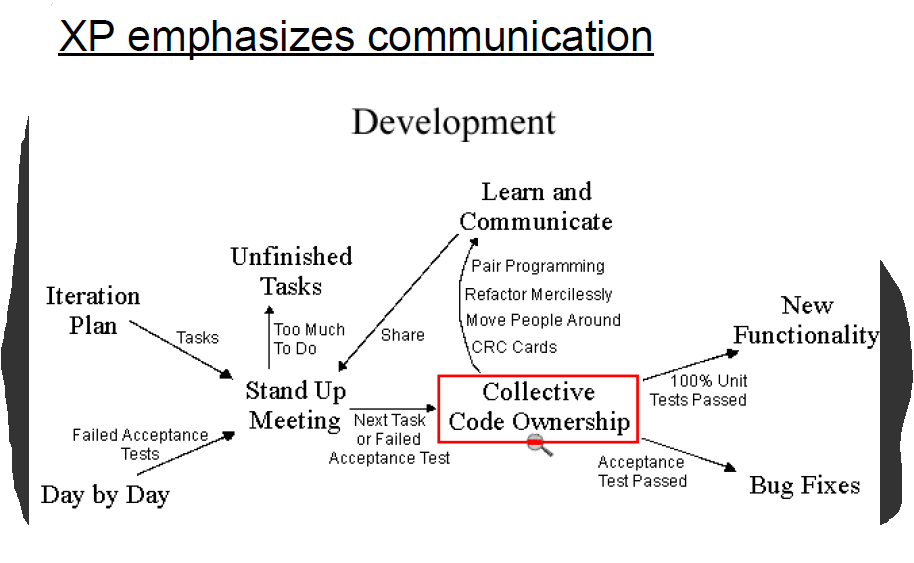 XP emphasizes communication
Development
Learn and
Communicate
Unfinished
Tasks
Pair Programming
Refactor Mercilessly
Move People Around
CRC Cards
Iteration
Plan
Tasks
Too Much
To Do
Share
New
Functionality
Stand Up
Meeting
Collective
Code Ownership
100% Unit
Tests Passed
Next Task
or Failed
Acceptance Test
Failed Acceptance
Tests
Acceptance
Test Passed
Day by Day
Bug Fixes